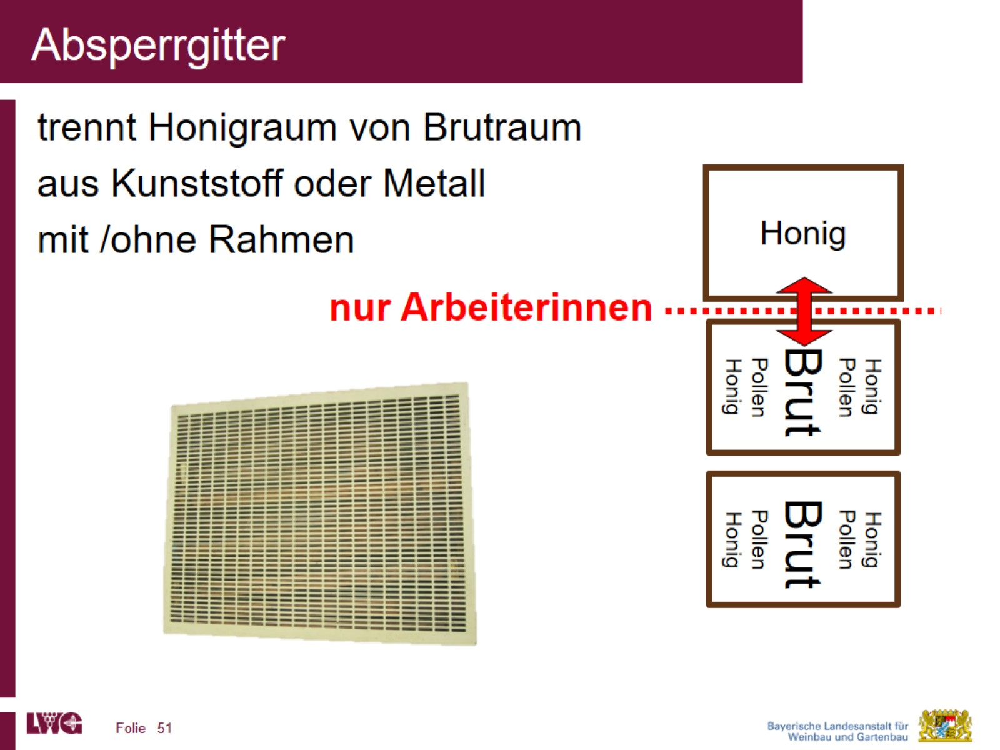 Absperrgitter
trennt Honigraum von Brutraum
aus Kunststoff oder Metall
mit /ohne Rahmen
nur Arbeiterinnen
Honig
Honig
Pollen
Brut
Pollen
Honig
Honig
Pollen
Brut
Pollen
Honig
LWG
Folie 51
Bayerische Landesanstalt für
Weinbau und Gartenbau